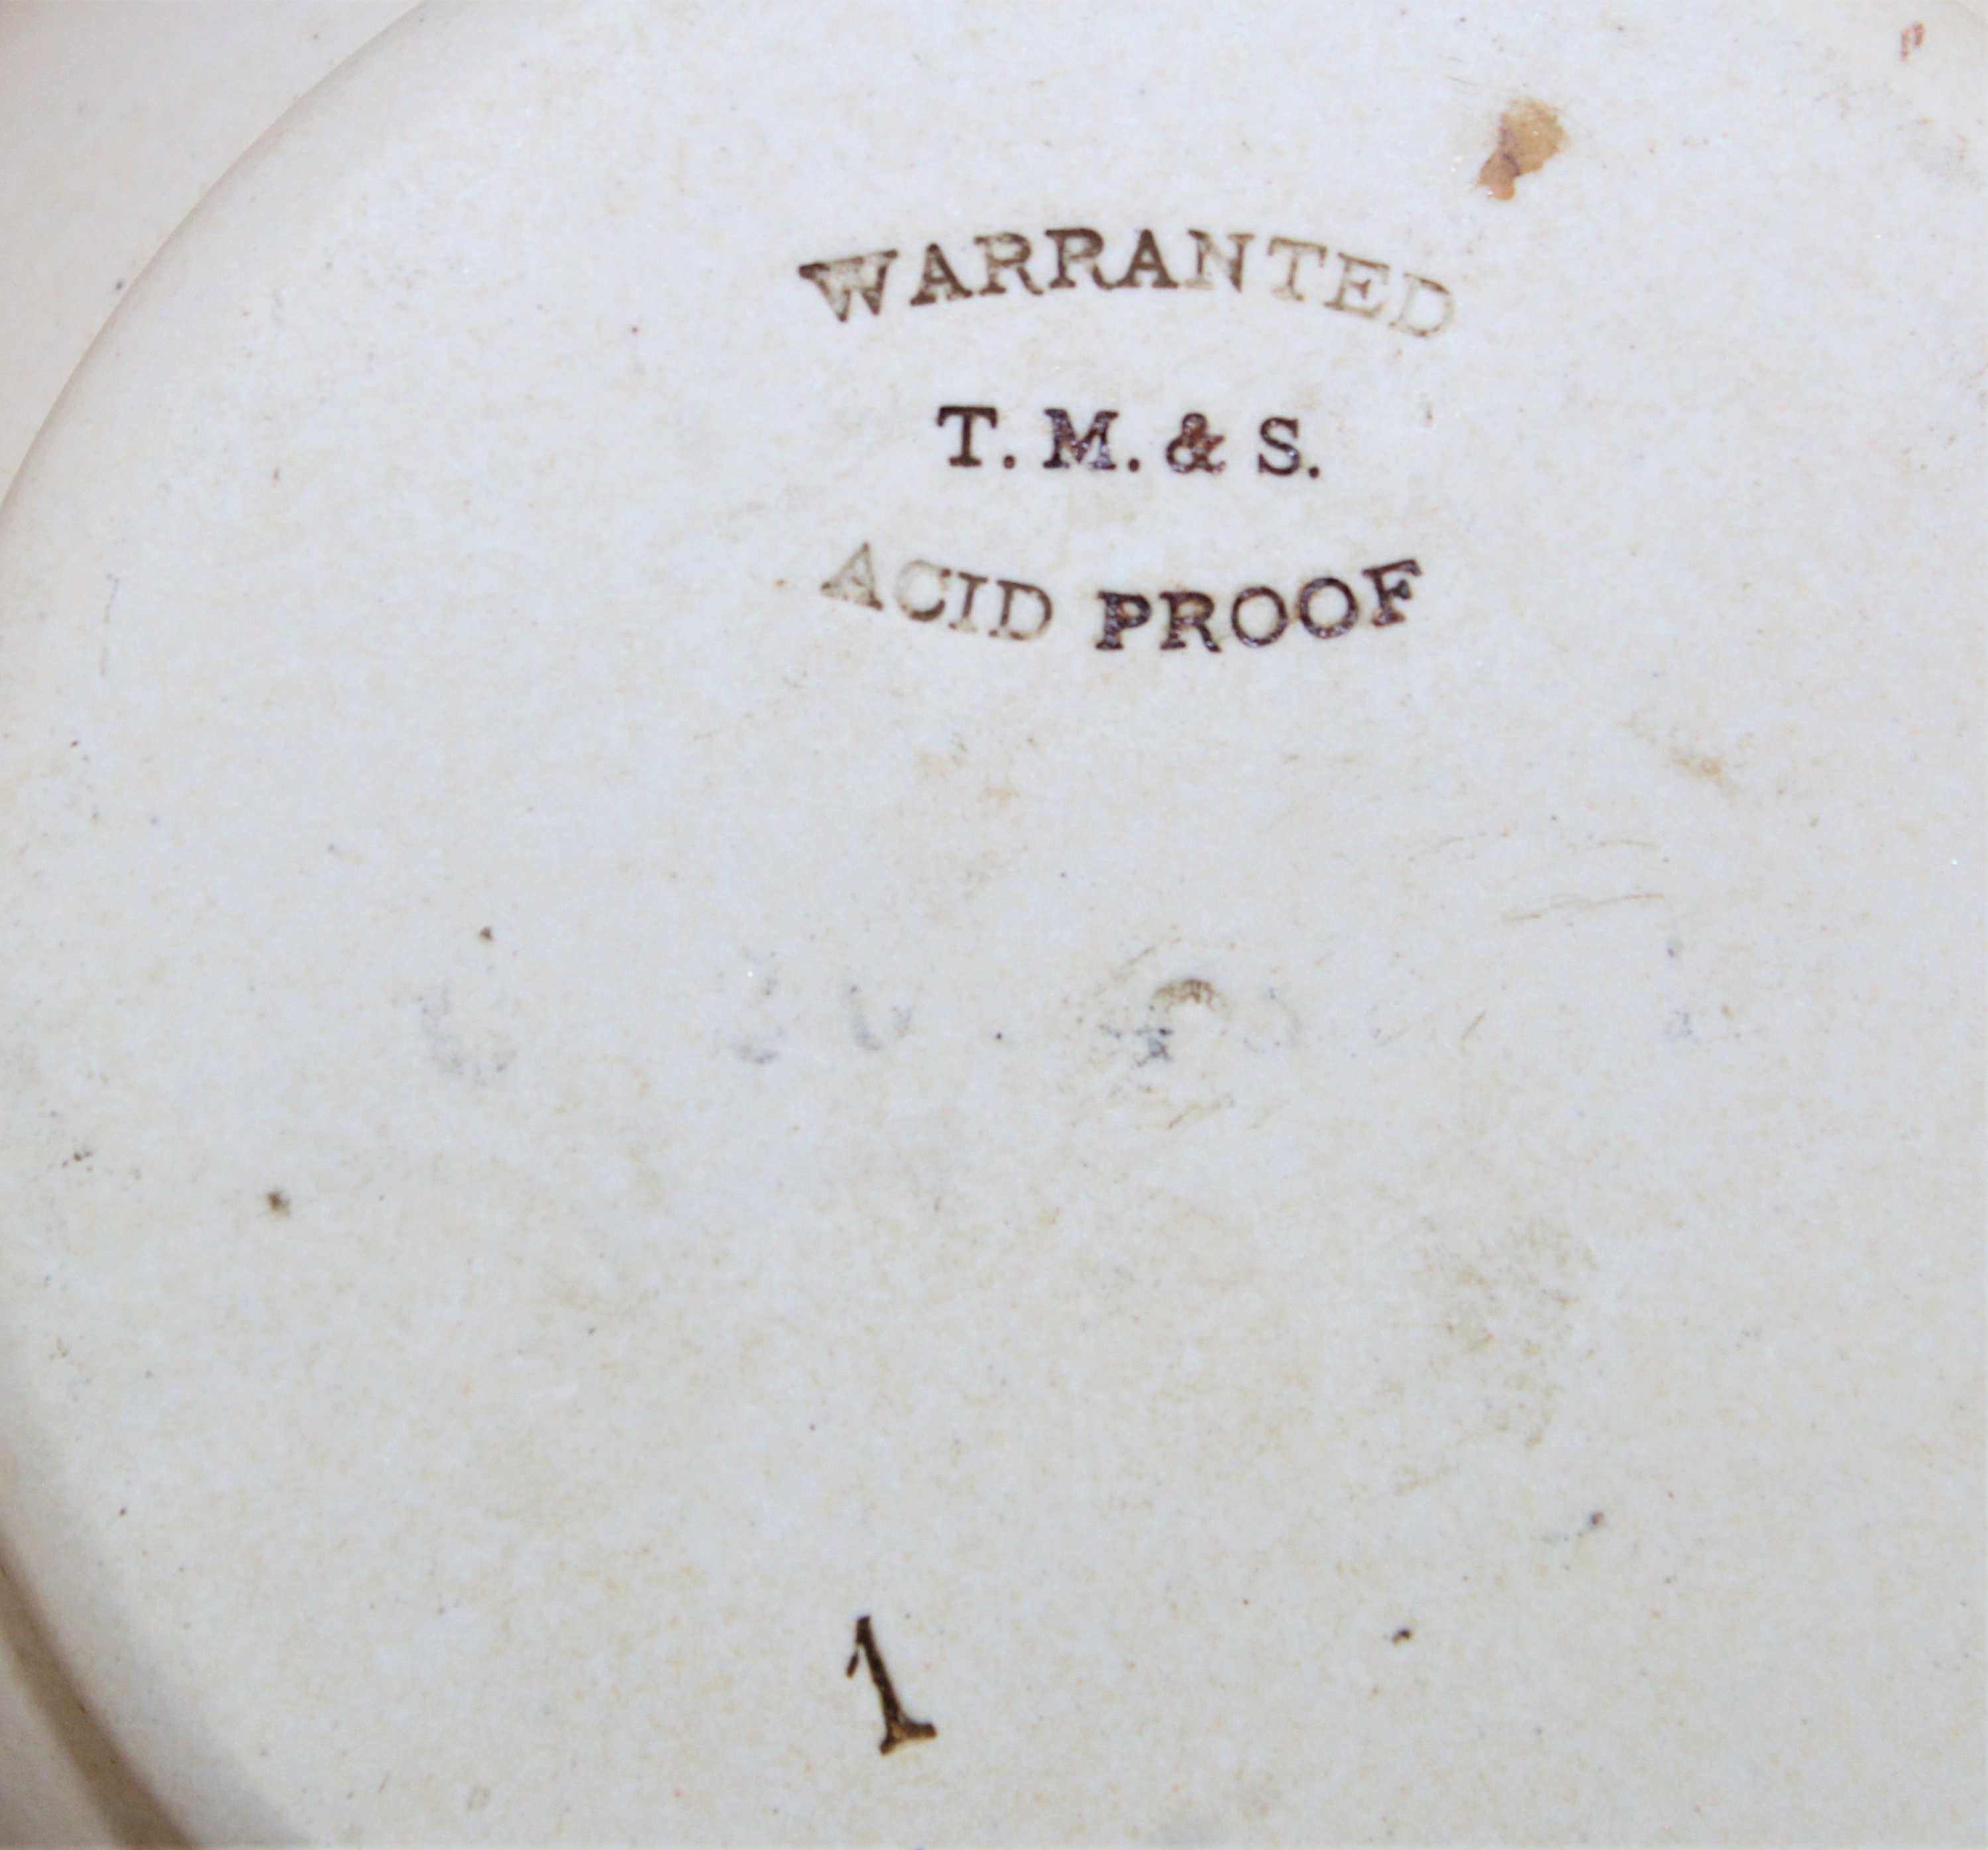 WARRANTED
T. M. & S.
ACID PROOF
1